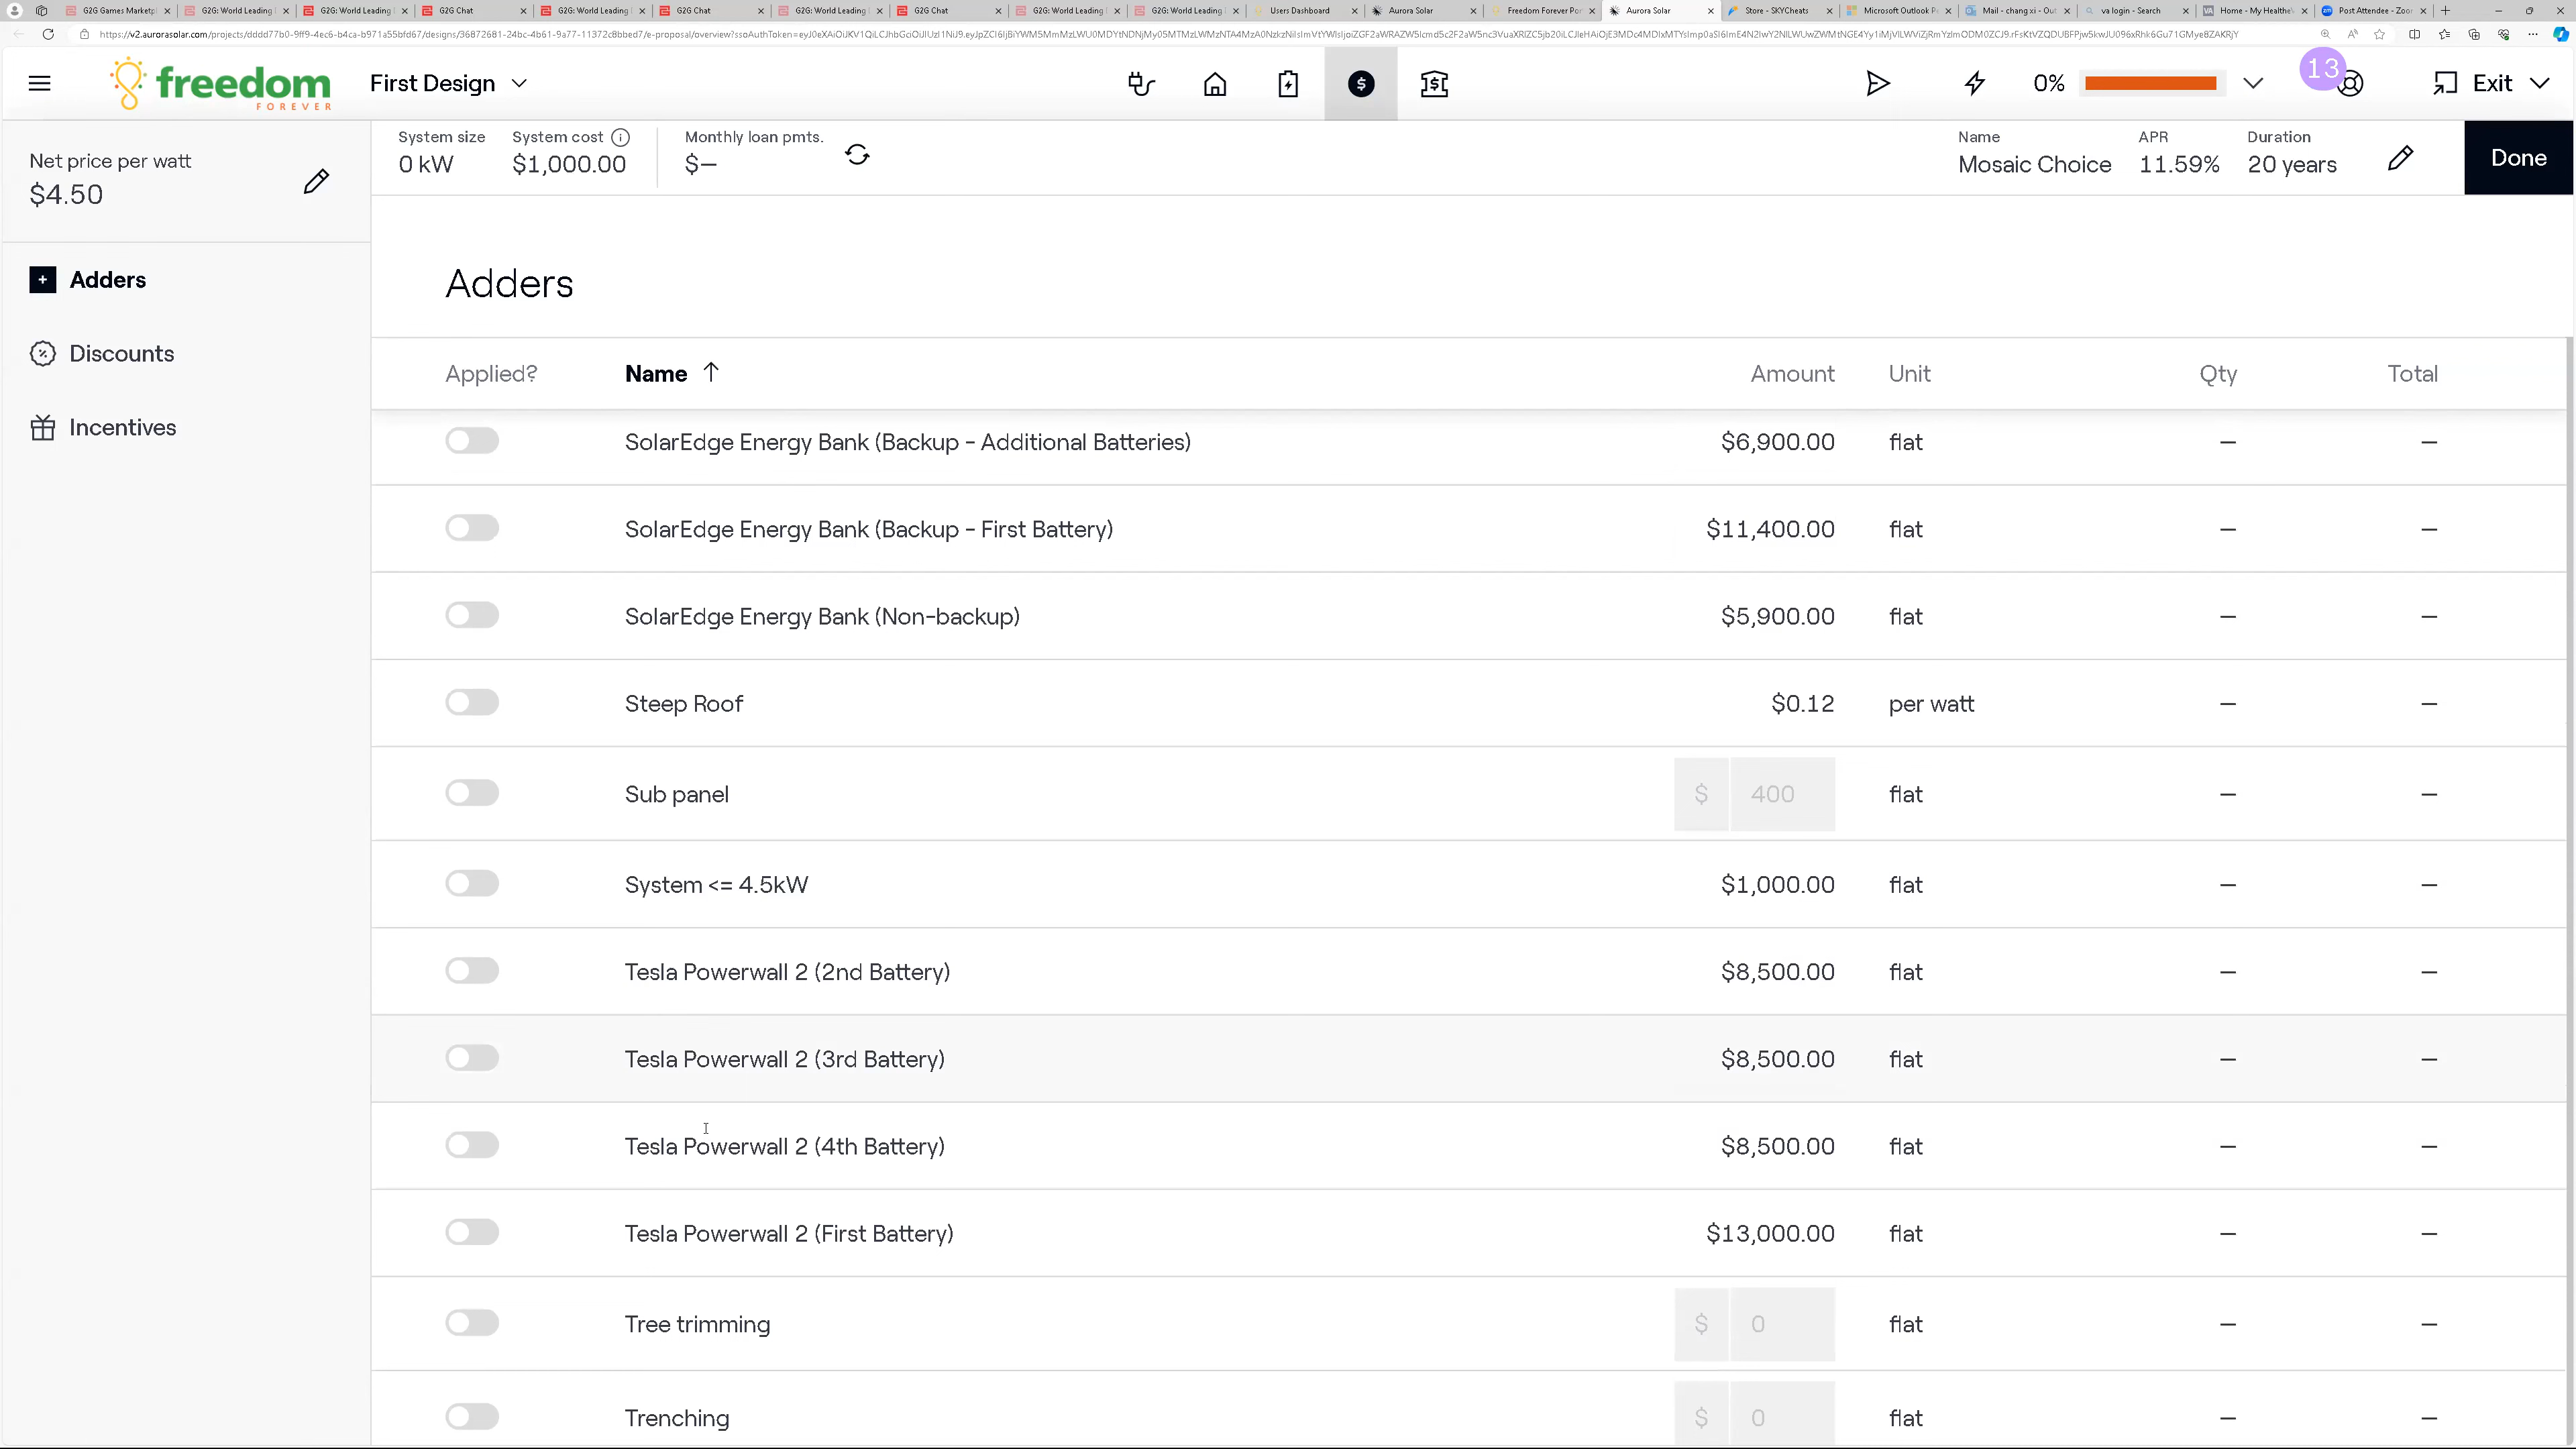 G2G Games Marketpl
G2G: World Leading
G2G: World Leading
G2G Chat
G2G: World Leading
G2G Chat
G2G: World Leading
G2G Chat
G2G: World Leading
G2G: World Leading
Users Dashboard
Aurora Solar
Freedom Forever Por
Aurora Solar
Store - SKYCheats
Microsoft Outlook P
Mail - chang xi - Out
va login - Search
Home - My Healthe
Post Attendee - Zoo
freedom
FOREVER
First Design
0%
13
Exit
Net price per watt
$4.50
System size
0 kW
System cost
$1,000.00
Monthly loan pmts.
$–
Name
Mosaic Choice
APR
11.59%
Duration
20 years
Done
Adders
Discounts
Incentives
Adders
Applied? Name ↑ Amount Unit Qty Total
SolarEdge Energy Bank (Backup - Additional Batteries) $6,900.00 flat – –
SolarEdge Energy Bank (Backup - First Battery) $11,400.00 flat – –
SolarEdge Energy Bank (Non-backup) $5,900.00 flat – –
Steep Roof $0.12 per watt – –
Sub panel $ 400 flat – –
System <= 4.5kW $1,000.00 flat – –
Tesla Powerwall 2 (2nd Battery) $8,500.00 flat – –
Tesla Powerwall 2 (3rd Battery) $8,500.00 flat – –
Tesla Powerwall 2 (4th Battery) $8,500.00 flat – –
Tesla Powerwall 2 (First Battery) $13,000.00 flat – –
Tree trimming $ 0 flat – –
Trenching $ 0 flat – –